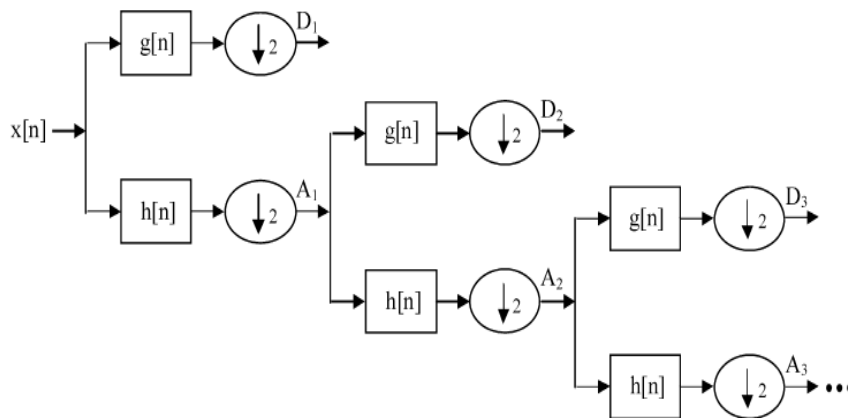 D₁
g[n]
↓ 2
x[n]
D₂
g[n]
↓ 2
h[n]
↓ 2
A₁
D₃
g[n]
↓ 2
h[n]
↓ 2
A₂
h[n]
↓ 2
A₃
•••